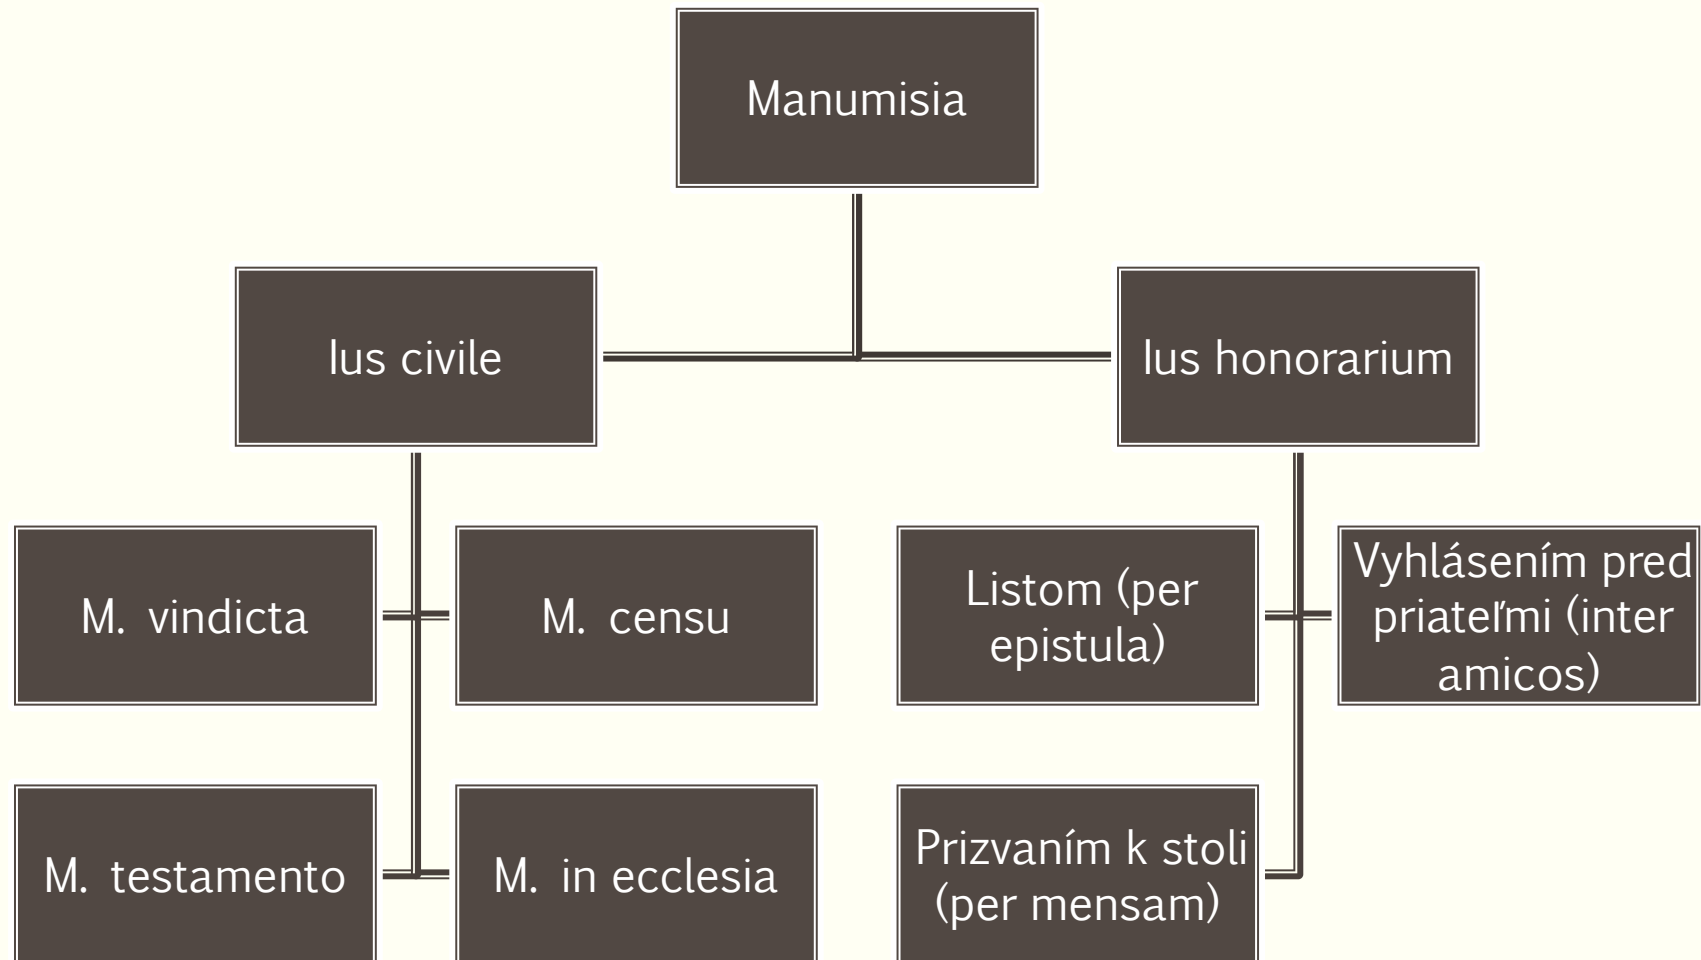 Manumisia
Ius civile
Ius honorarium
M. vindicta
M. censu
Listom (per
epistula)
Vyhlásením pred
priateľmi (inter
amicos)
M. testamento
M. in ecclesia
Prizvaním k stoli
(per mensam)